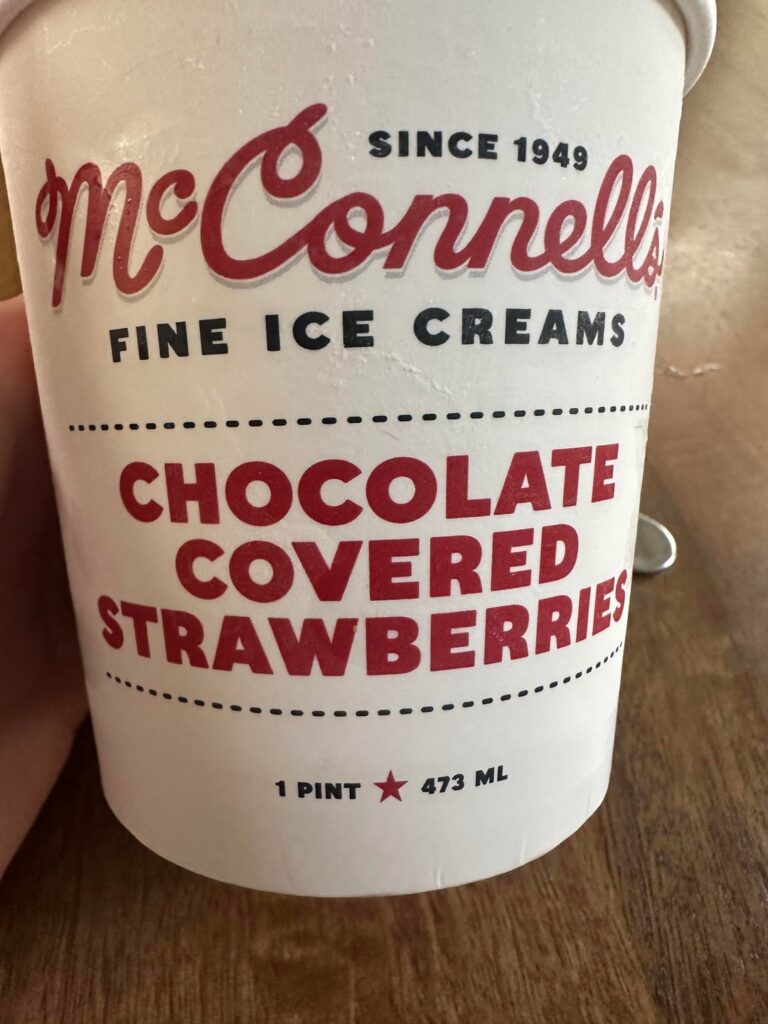 SINCE 1949
McConnell's
FINE ICE CREAMS
CHOCOLATE
COVERED
STRAWBERRIES
1 PINT ★ 473 ML